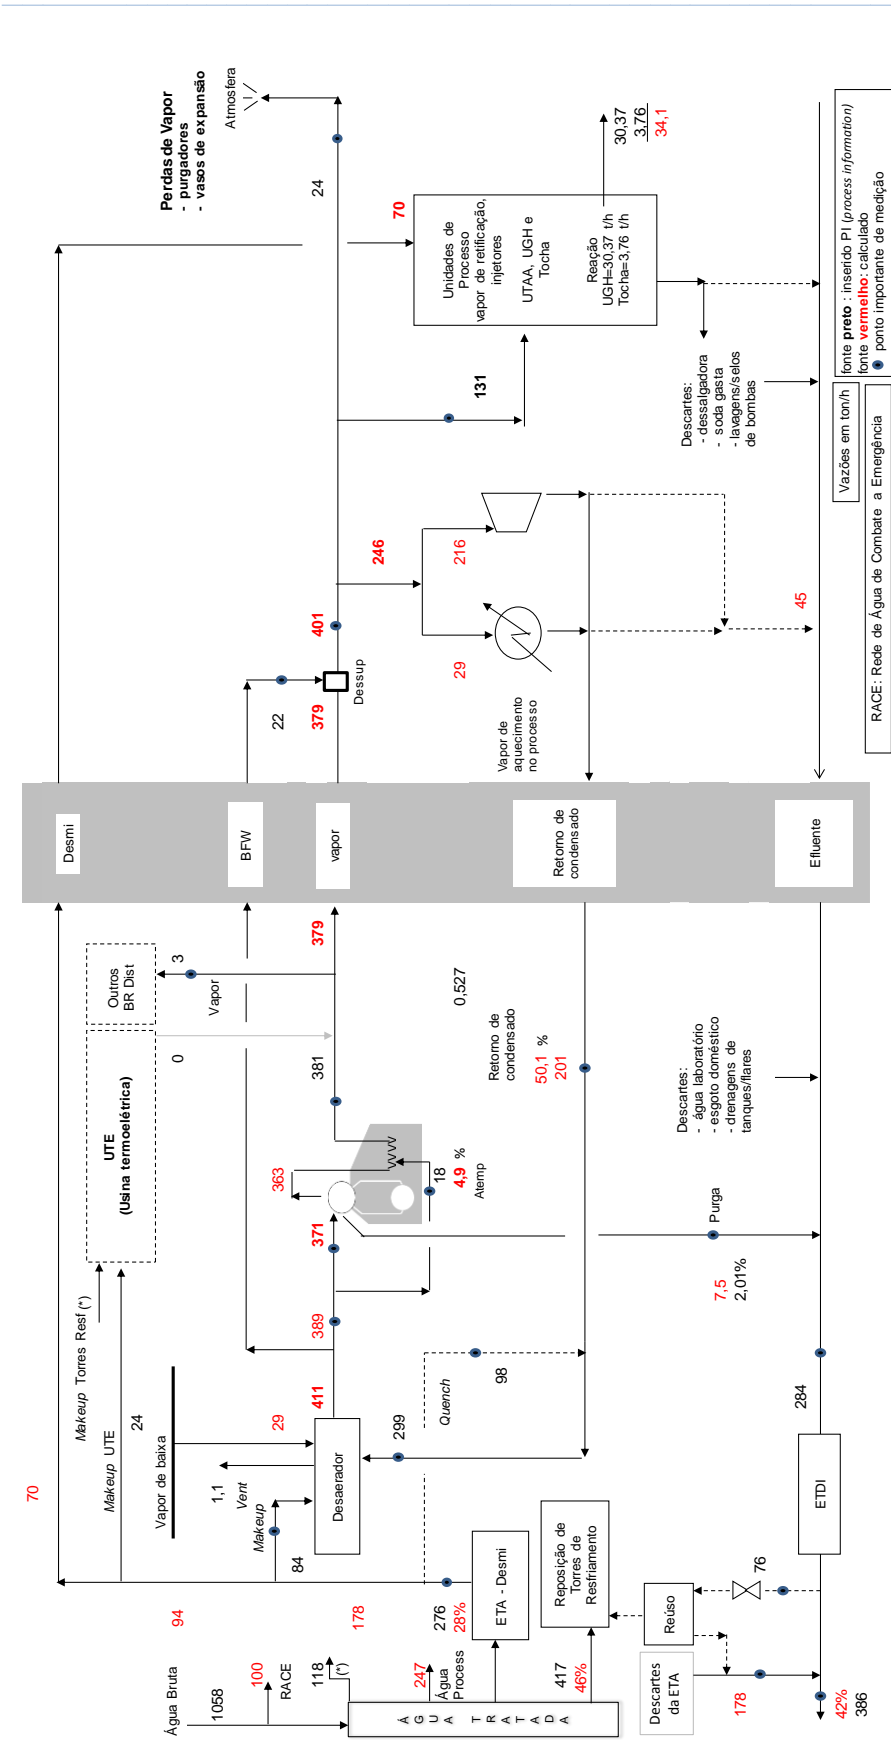 Perdas de Vapor
- purgadores
- vasos de expansão
Atmosfera
24
70
Unidades de
Processo
vapor de retificação,
injetores
UTAA, UGH e
Tocha
Reação
UGH=30,37 t/h
Tocha=3,76 t/h
30,37
3,76
34,1
131
Descartes:
- dessalgadora
- soda gasta
- lavagens/selos
de bombas
fonte preto : inserido PI (process information)
fonte vermelho: calculado
ponto importante de medição
Vazões em ton/h
RACE: Rede de Água de Combate a Emergência
246
216
29
401
379
22
Dessup
Vapor de
aquecimento
no processo
45
Desmi
BFW
vapor
Retorno de
condensado
Efluente
UTE
(Usina termoelétrica)
Outros
BR Dist
3
Vapor
0
381
379
0,527
Retorno de
condensado
50,1 %
201
363
371
18
4,9 %
Atemp
Descartes:
- água laboratório
- esgoto doméstico
- drenagens de
tanques/flares
Purga
7,5
2,01%
70
Makeup Torres Resf (*)
Makeup UTE
24
Vapor de baixa
29
1,1
Vent
Makeup
84
Desaerador
411
389
299
Quench
98
284
ETDI
94
178
276
28%
ETA - Desmi
Reposição de
Torres de
Resfriamento
76
Reúso
Água Bruta
1058
100
RACE
118
(*)
247
Água
Process
417
46%
ÁGUA TRATADA
Descartes
da ETA
178
42%
386